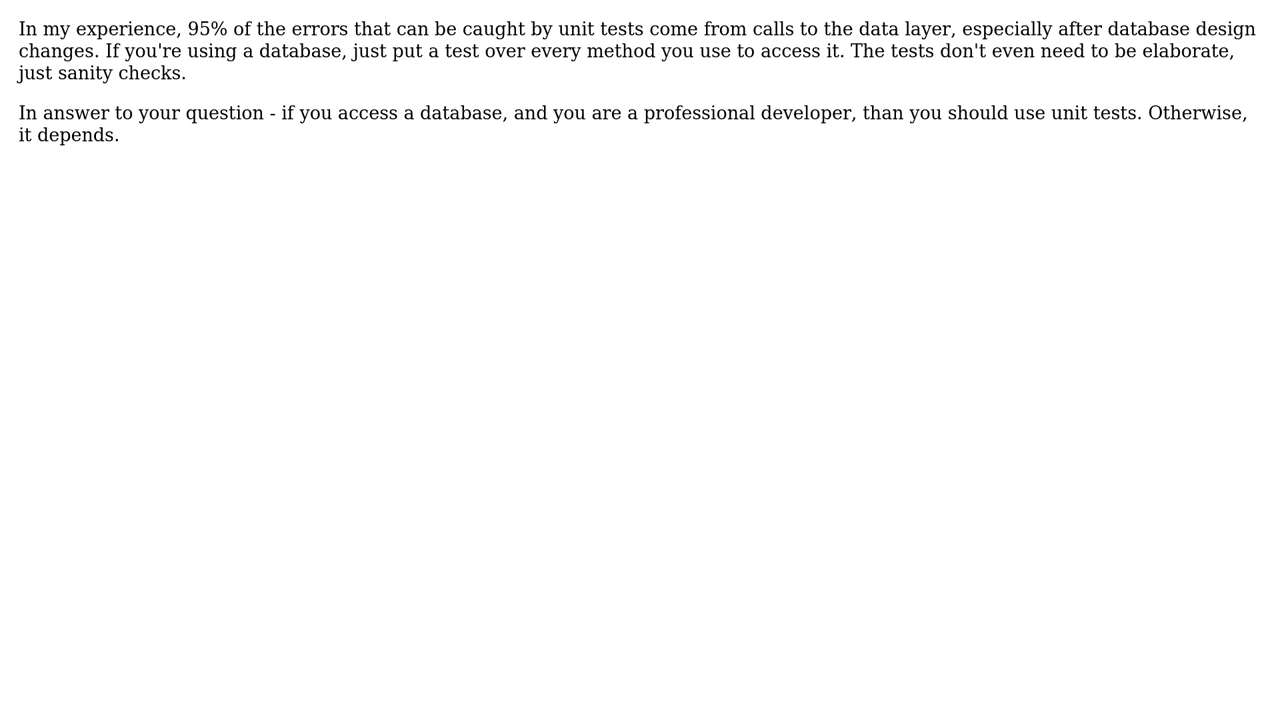 In my experience, 95% of the errors that can be caught by unit tests come from calls to the data layer, especially after database design
changes. If you're using a database, just put a test over every method you use to access it. The tests don't even need to be elaborate,
just sanity checks.
In answer to your question - if you access a database, and you are a professional developer, than you should use unit tests. Otherwise,
it depends.